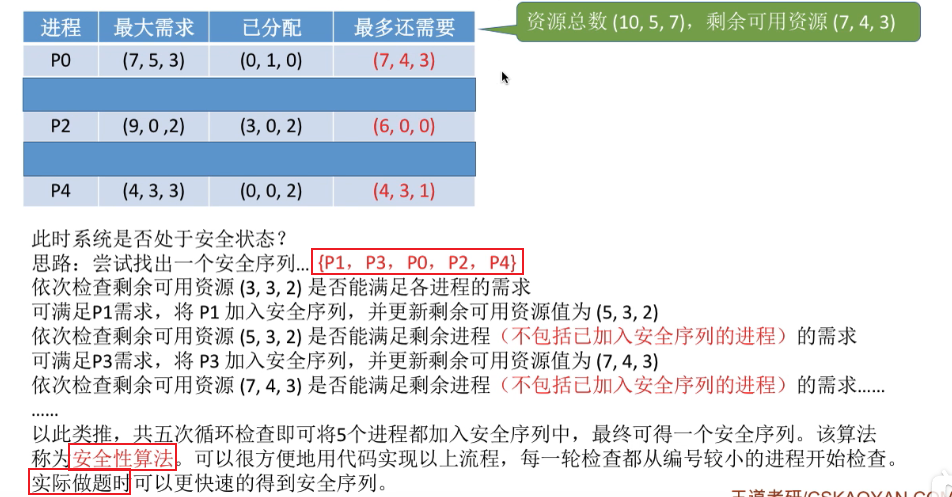 进程 最大需求 已分配 最多还需要
资源总数 (10, 5, 7)，剩余可用资源 (7, 4, 3)
P0 (7, 5, 3) (0, 1, 0) (7, 4, 3)
P2 (9, 0 ,2) (3, 0, 2) (6, 0, 0)
P4 (4, 3, 3) (0, 0, 2) (4, 3, 1)
此时系统是否处于安全状态？
思路：尝试找出一个安全序列...{P1，P3，P0，P2，P4}
依次检查剩余可用资源 (3, 3, 2) 是否能满足各进程的需求
可满足P1需求，将 P1 加入安全序列，并更新剩余可用资源值为 (5, 3, 2)
依次检查剩余可用资源 (5, 3, 2) 是否能满足剩余进程（不包括已加入安全序列的进程）的需求
可满足P3需求，将 P3 加入安全序列，并更新剩余可用资源值为 (7, 4, 3)
依次检查剩余可用资源 (7, 4, 3) 是否能满足剩余进程（不包括已加入安全序列的进程）的需求......
......
以此类推，共五次循环检查即可将5个进程都加入安全序列中，最终可得一个安全序列。该算法
称为安全性算法。可以很方便地用代码实现以上流程，每一轮检查都从编号较小的进程开始检查。
实际做题时可以更快速的得到安全序列。